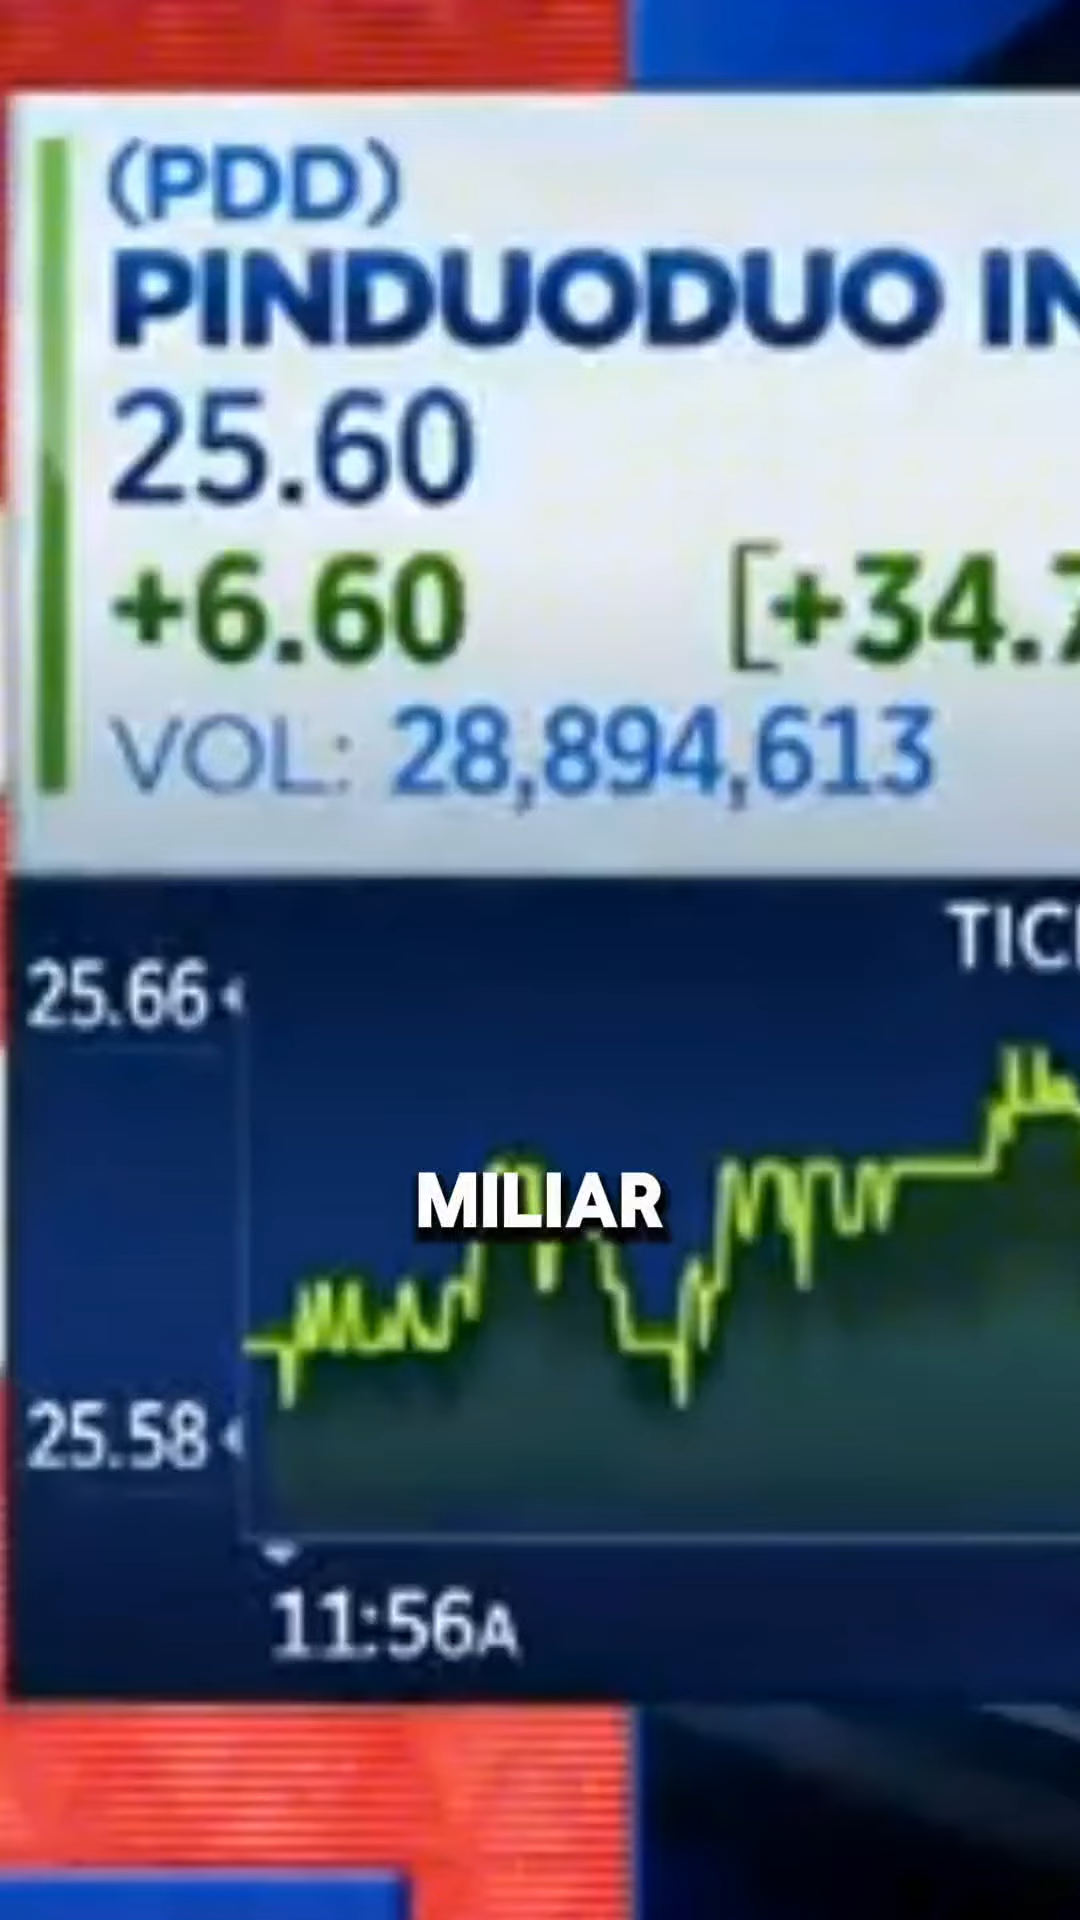 (PDD)
PINDUODUO IN
25.60
+6.60 [+34.7
VOL: 28,894,613
TIC
25.66
MILIAR
25.58
11:56A